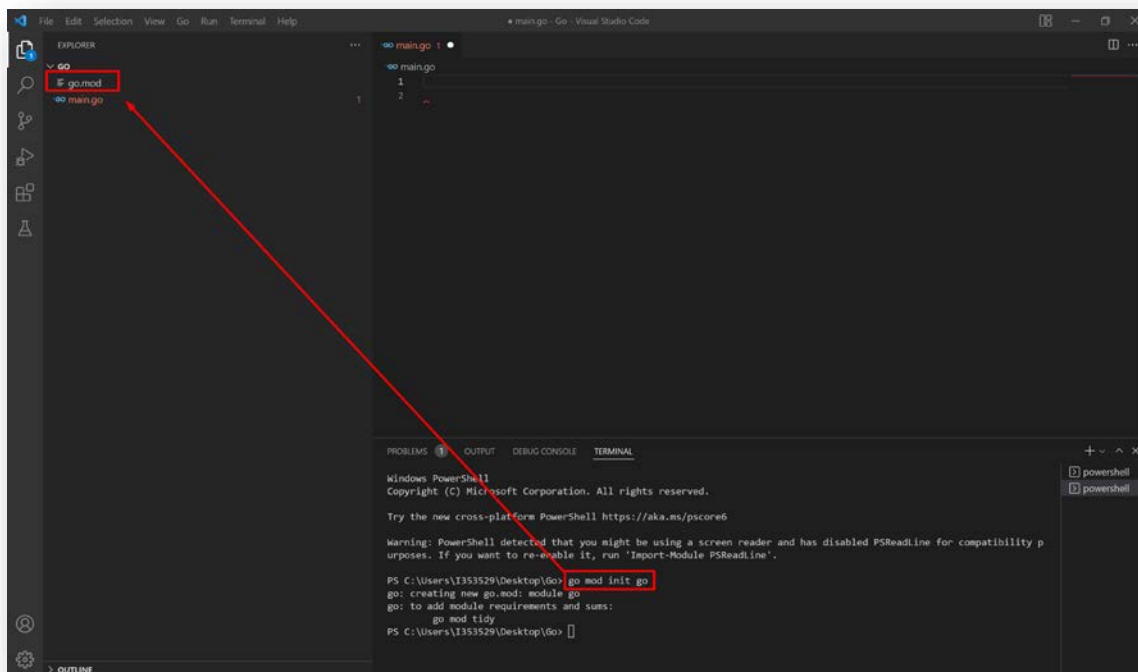 File Edit Selection View Go Run Terminal Help
● main.go - Go - Visual Studio Code
EXPLORER
GO
go.mod
main.go 1
main.go 1 ●
main.go
1
2
PROBLEMS 1 OUTPUT DEBUG CONSOLE TERMINAL
powershell
powershell
Windows PowerShell
Copyright (C) Microsoft Corporation. All rights reserved.
Try the new cross-platform PowerShell https://aka.ms/pscore6
Warning: PowerShell detected that you might be using a screen reader and has disabled PSReadLine for compatibility p
urposes. If you want to re-enable it, run 'Import-Module PSReadLine'.
PS C:\Users\I353529\Desktop\Go> go mod init go
go: creating new go.mod: module go
go: to add module requirements and sums:
go mod tidy
PS C:\Users\I353529\Desktop\Go>
1
OUTLINE